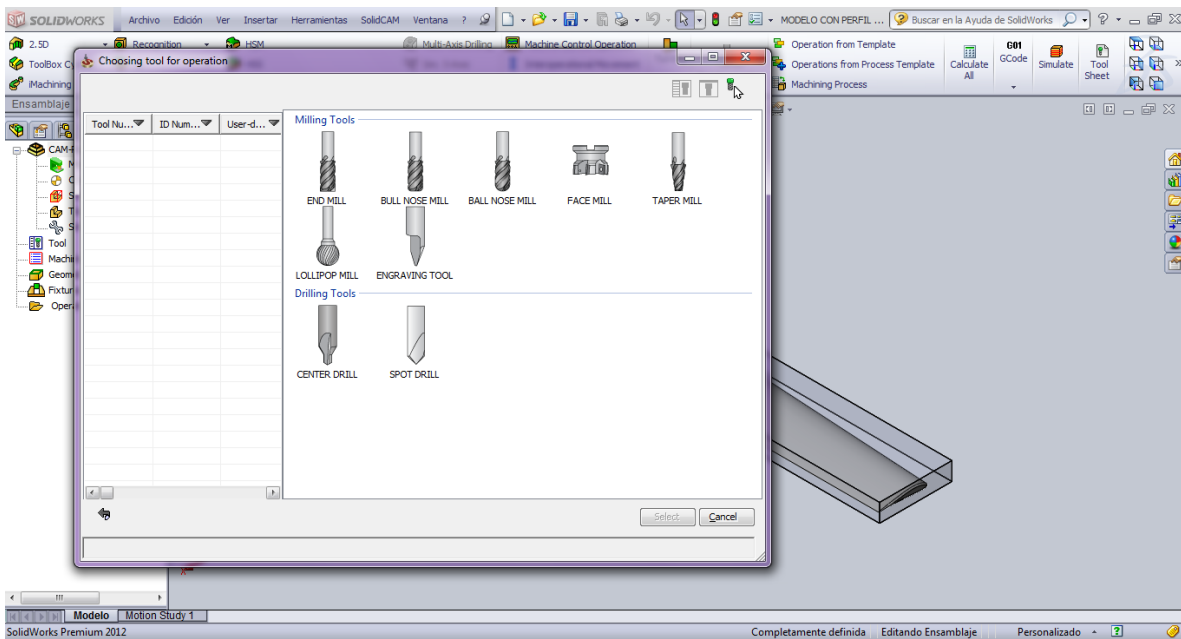 SOLIDWORKS Archivo Edición Ver Insertar Herramientas SolidCAM Ventana ? MODELO CON PERFIL ... Buscar en la Ayuda de SolidWorks ?
2.5D Recognition HSM Multi-Axis Drilling Machine Control Operation Operation from Template
ToolBox Operations from Process Template
iMachining Machining Process
Calculate All
G01
GCode
Simulate
Tool Sheet
Ensamblaje
Choosing tool for operation
Tool Nu... ID Num... User-d...
Milling Tools
END MILL BULL NOSE MILL BALL NOSE MILL FACE MILL TAPER MILL
LOLLIPOP MILL ENGRAVING TOOL
Drilling Tools
CENTER DRILL SPOT DRILL
Select Cancel
CAM-
Tool
Machi
Geom
Fixtur
Oper
Modelo Motion Study 1
SolidWorks Premium 2012 Completamente definida Editando Ensamblaje Personalizado ?